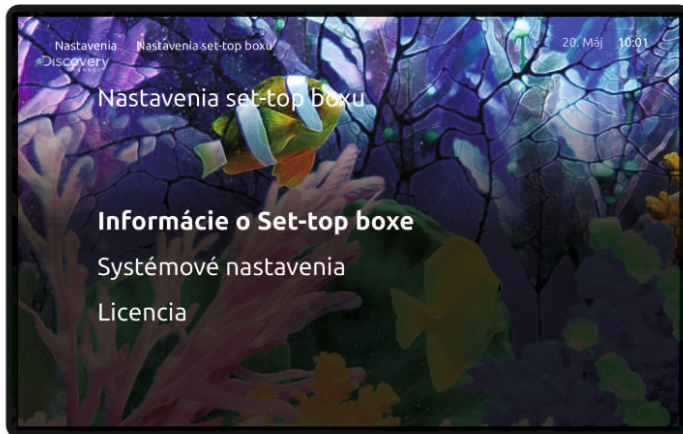 Nastavenia Nastavenia set-top boxu
20. Máj 10:01
Discovery
Nastavenia set-top boxu
Informácie o Set-top boxe
Systémové nastavenia
Licencia